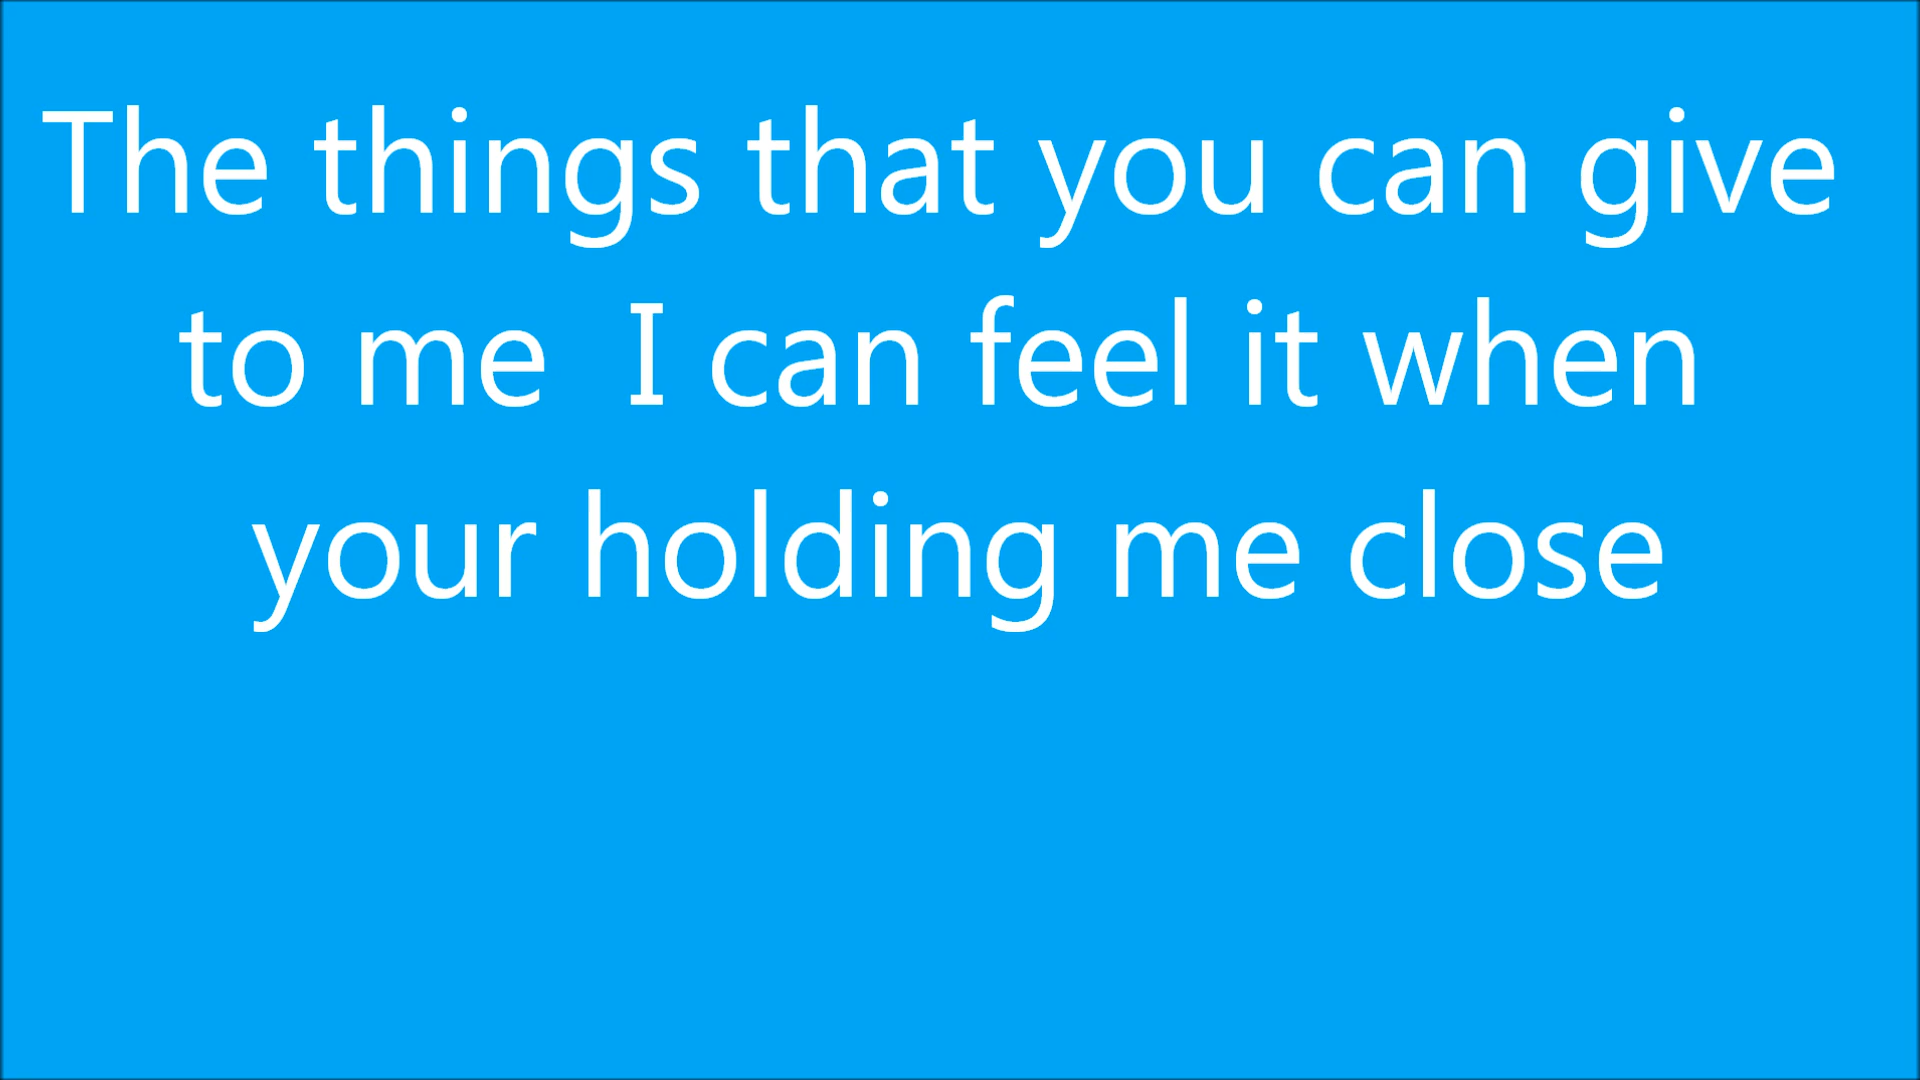 The things that you can give
to me  I can feel it when
your holding me close